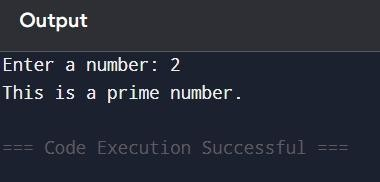 Output
Enter a number: 2
This is a prime number.
=== Code Execution Successful ===